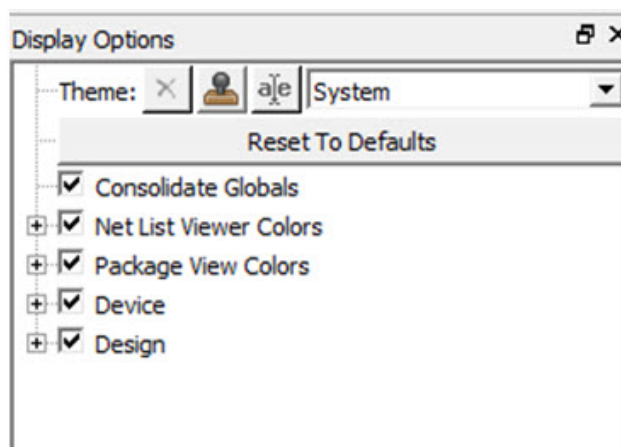 Display Options
Theme: a|e System
Reset To Defaults
Consolidate Globals
Net List Viewer Colors
Package View Colors
Device
Design